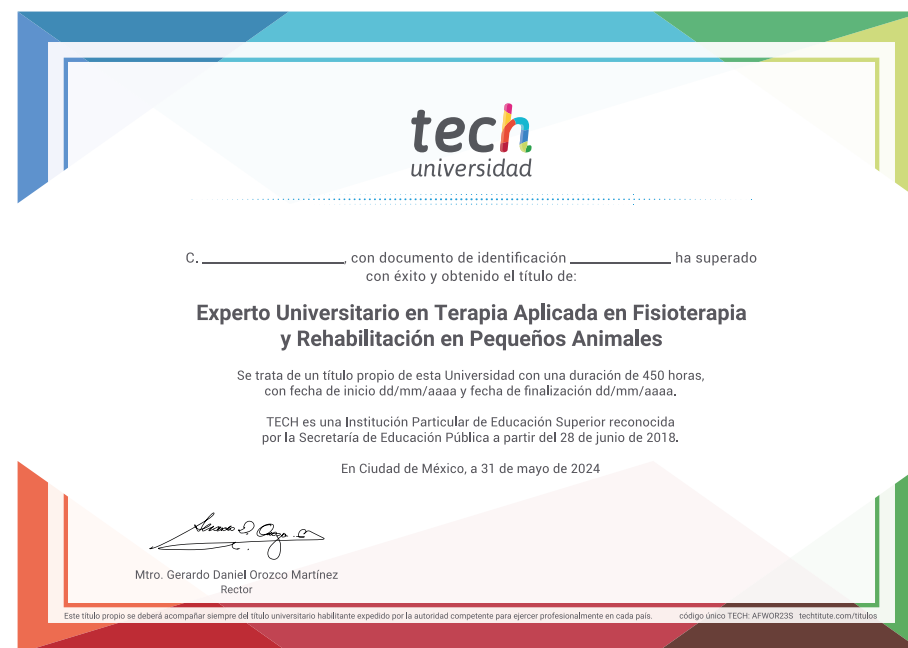 tech
universidad
C. ____________, con documento de identificación ____________ ha superado
con éxito y obtenido el título de:
Experto Universitario en Terapia Aplicada en Fisioterapia
y Rehabilitación en Pequeños Animales
Se trata de un título propio de esta Universidad con una duración de 450 horas,
con fecha de inicio dd/mm/aaaa y fecha de finalización dd/mm/aaaa.
TECH es una Institución Particular de Educación Superior reconocida
por la Secretaría de Educación Pública a partir del 28 de junio de 2018.
En Ciudad de México, a 31 de mayo de 2024
Mtro. Gerardo Daniel Orozco Martínez
Rector
Este título propio se deberá acompañar siempre del título universitario habilitante expedido por la autoridad competente para ejercer profesionalmente en cada país. código único TECH: AFWOR23S techtitute.com/titulos